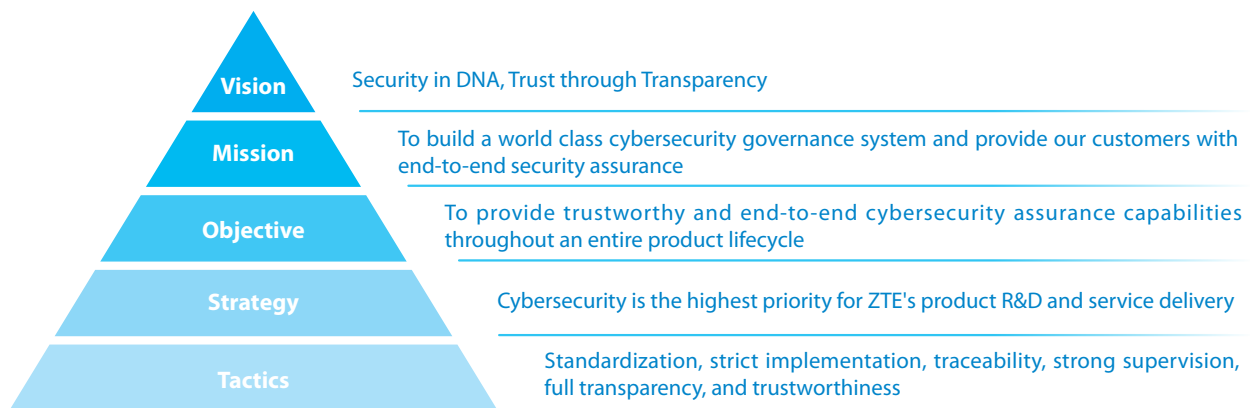 Vision
Security in DNA, Trust through Transparency
Mission
To build a world class cybersecurity governance system and provide our customers with
end-to-end security assurance
Objective
To provide trustworthy and end-to-end cybersecurity assurance capabilities
throughout an entire product lifecycle
Strategy
Cybersecurity is the highest priority for ZTE's product R&D and service delivery
Tactics
Standardization, strict implementation, traceability, strong supervision,
full transparency, and trustworthiness